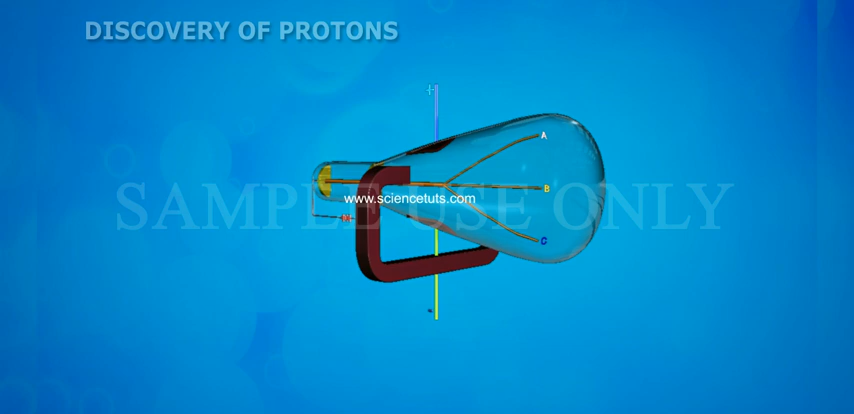 DISCOVERY OF PROTONS
A
B
C
SAMPLE USE ONLY
www.sciencetuts.com